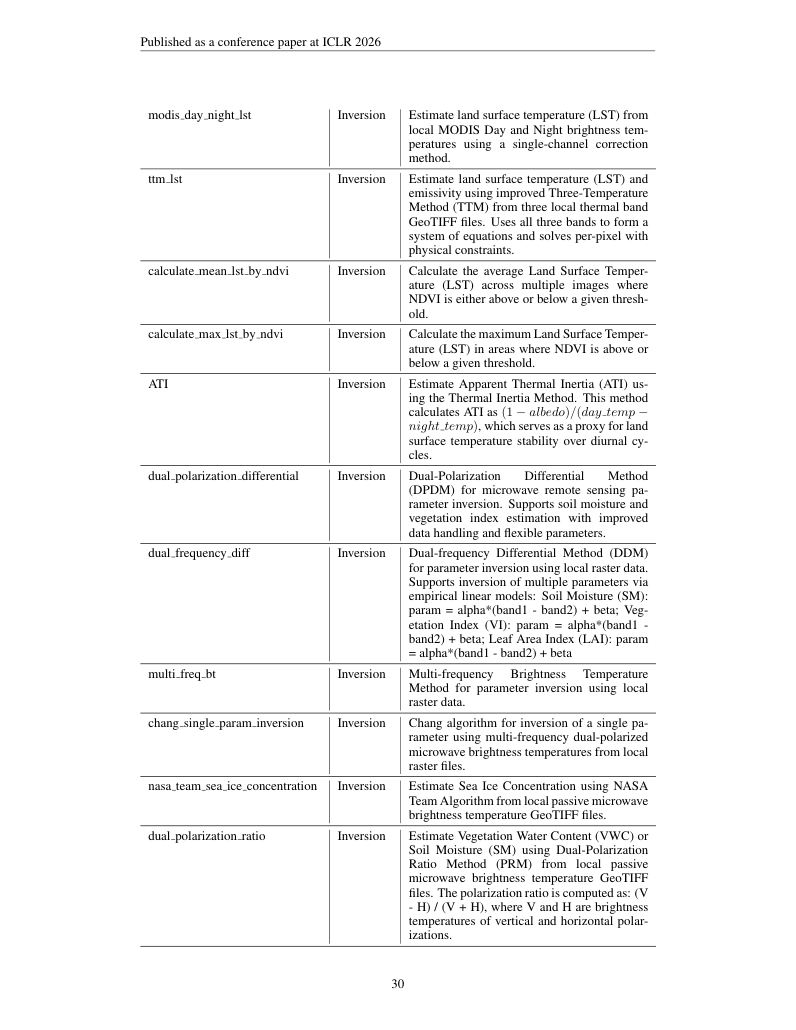 Published as a conference paper at ICLR 2026
modis_day_night_lst Inversion Estimate land surface temperature (LST) from
local MODIS Day and Night brightness tem-
peratures using a single-channel correction
method.
ttm_lst Inversion Estimate land surface temperature (LST) and
emissivity using improved Three-Temperature
Method (TTM) from three local thermal band
GeoTIFF files. Uses all three bands to form a
system of equations and solves per-pixel with
physical constraints.
calculate_mean_lst_by_ndvi Inversion Calculate the average Land Surface Temper-
ature (LST) across multiple images where
NDVI is either above or below a given thresh-
old.
calculate_max_lst_by_ndvi Inversion Calculate the maximum Land Surface Temper-
ature (LST) in areas where NDVI is above or
below a given threshold.
ATI Inversion Estimate Apparent Thermal Inertia (ATI) us-
ing the Thermal Inertia Method. This method
calculates ATI as (1 − albedo)/(day_temp −
night_temp), which serves as a proxy for land
surface temperature stability over diurnal cy-
cles.
dual_polarization_differential Inversion Dual-Polarization Differential Method
(DPDM) for microwave remote sensing pa-
rameter inversion. Supports soil moisture and
vegetation index estimation with improved
data handling and flexible parameters.
dual_frequency_diff Inversion Dual-frequency Differential Method (DDM)
for parameter inversion using local raster data.
Supports inversion of multiple parameters via
empirical linear models: Soil Moisture (SM):
param = alpha*(band1 - band2) + beta; Veg-
etation Index (VI): param = alpha*(band1 -
band2) + beta; Leaf Area Index (LAI): param
= alpha*(band1 - band2) + beta
multi_freq_bt Inversion Multi-frequency Brightness Temperature
Method for parameter inversion using local
raster data.
chang_single_param_inversion Inversion Chang algorithm for inversion of a single pa-
rameter using multi-frequency dual-polarized
microwave brightness temperatures from local
raster files.
nasa_team_sea_ice_concentration Inversion Estimate Sea Ice Concentration using NASA
Team Algorithm from local passive microwave
brightness temperature GeoTIFF files.
dual_polarization_ratio Inversion Estimate Vegetation Water Content (VWC) or
Soil Moisture (SM) using Dual-Polarization
Ratio Method (PRM) from local passive
microwave brightness temperature GeoTIFF
files. The polarization ratio is computed as: (V
- H) / (V + H), where V and H are brightness
temperatures of vertical and horizontal polar-
izations.
30